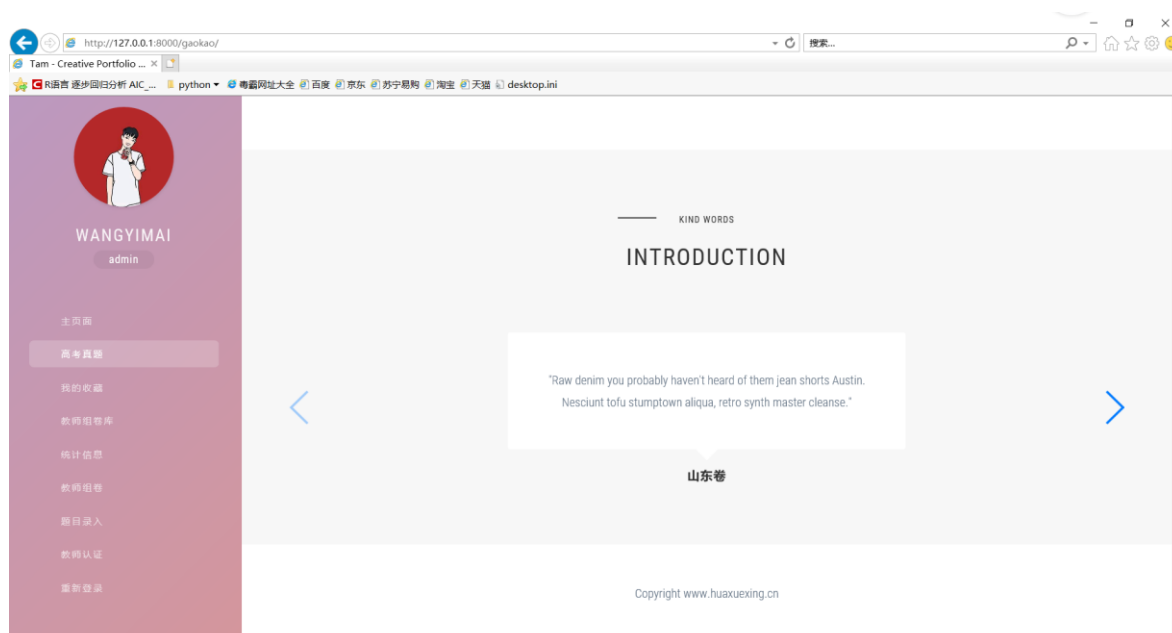 http://127.0.0.1:8000/gaokao/
搜索...
Tam - Creative Portfolio ...
R语言 逐步回归分析 AIC_... python 毒霸网址大全 百度 京东 苏宁易购 淘宝 天猫 desktop.ini
WANGYIMAI
admin
主页面
高考真题
我的收藏
教师组卷库
统计信息
教师组卷
题目录入
教师认证
重新登录
KIND WORDS
INTRODUCTION
"Raw denim you probably haven't heard of them jean shorts Austin.
Nesciunt tofu stumptown aliqua, retro synth master cleanse."
山东卷
Copyright www.huaxuexing.cn